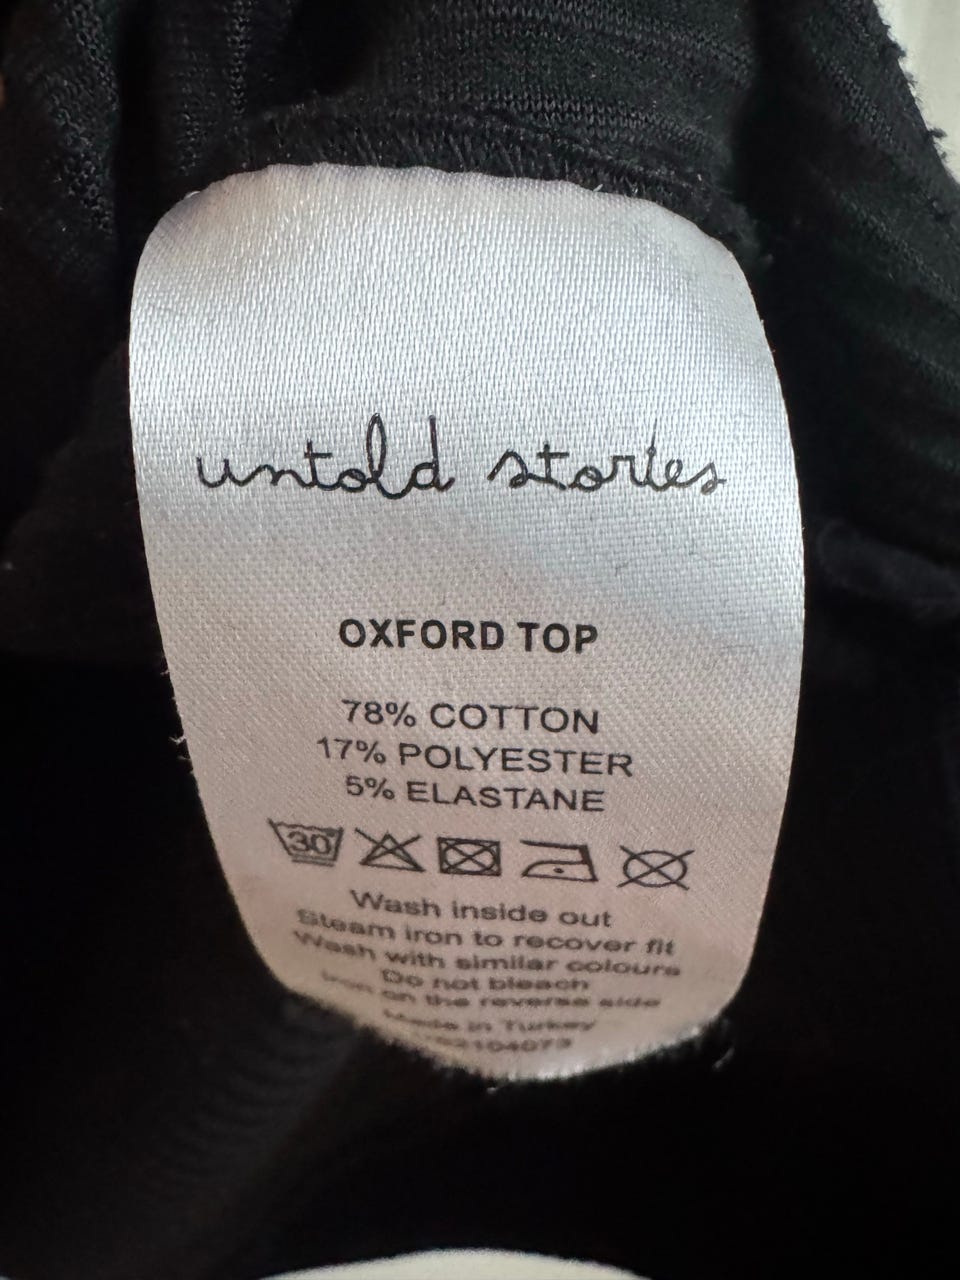 untold stories
OXFORD TOP
78% COTTON
17% POLYESTER
5% ELASTANE
30
Wash inside out
Steam iron to recover fit
Wash with similar colours
Do not bleach
Iron on the reverse side
Made in Turkey